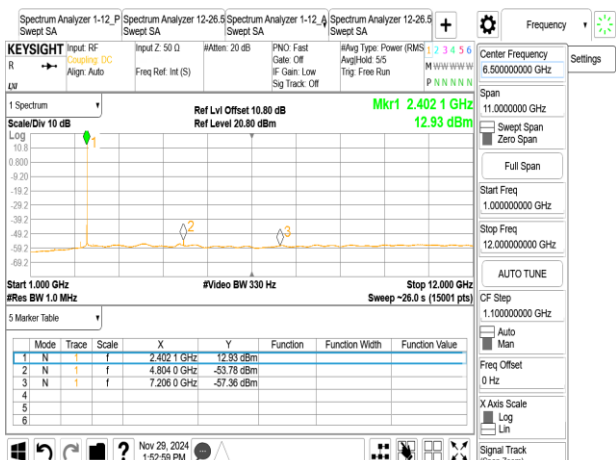 Spectrum Analyzer 1-12_P
Swept SA
Spectrum Analyzer 12-26.5
Swept SA
Spectrum Analyzer 1-12_A
Swept SA
Spectrum Analyzer 12-26.5
Swept SA
+
Frequency
Settings
KEYSIGHT
R
LXI
Input: RF
Coupling: DC
Align: Auto
Input Z: 50 Ω
Freq Ref: Int (S)
#Atten: 20 dB
PNO: Fast
Gate: Off
IF Gain: Low
Sig Track: Off
#Avg Type: Power (RMS
Avg|Hold: 5/5
Trig: Free Run
1 2 3 4 5 6
M W W W W W
P N N N N N
1 Spectrum
Scale/Div 10 dB
Ref Lvl Offset 10.80 dB
Ref Level 20.80 dBm
Mkr1 2.402 1 GHz
12.93 dBm
Log
10.8
0.800
-9.20
-19.2
-29.2
-39.2
-49.2
-59.2
-69.2
1
2
3
Start 1.000 GHz
#Res BW 1.0 MHz
#Video BW 330 Hz
Stop 12.000 GHz
Sweep ~26.0 s (15001 pts)
5 Marker Table
Mode Trace Scale X Y Function Function Width Function Value
1 N 1 f 2.402 1 GHz 12.93 dBm
2 N 1 f 4.804 0 GHz -53.78 dBm
3 N 1 f 7.206 0 GHz -57.36 dBm
4
5
6
?
Nov 29, 2024
1:52:59 PM
Center Frequency
6.500000000 GHz
Span
11.0000000 GHz
Swept Span
Zero Span
Full Span
Start Freq
1.000000000 GHz
Stop Freq
12.000000000 GHz
AUTO TUNE
CF Step
1.100000000 GHz
Auto
Man
Freq Offset
0 Hz
X Axis Scale
Log
Lin
Signal Track